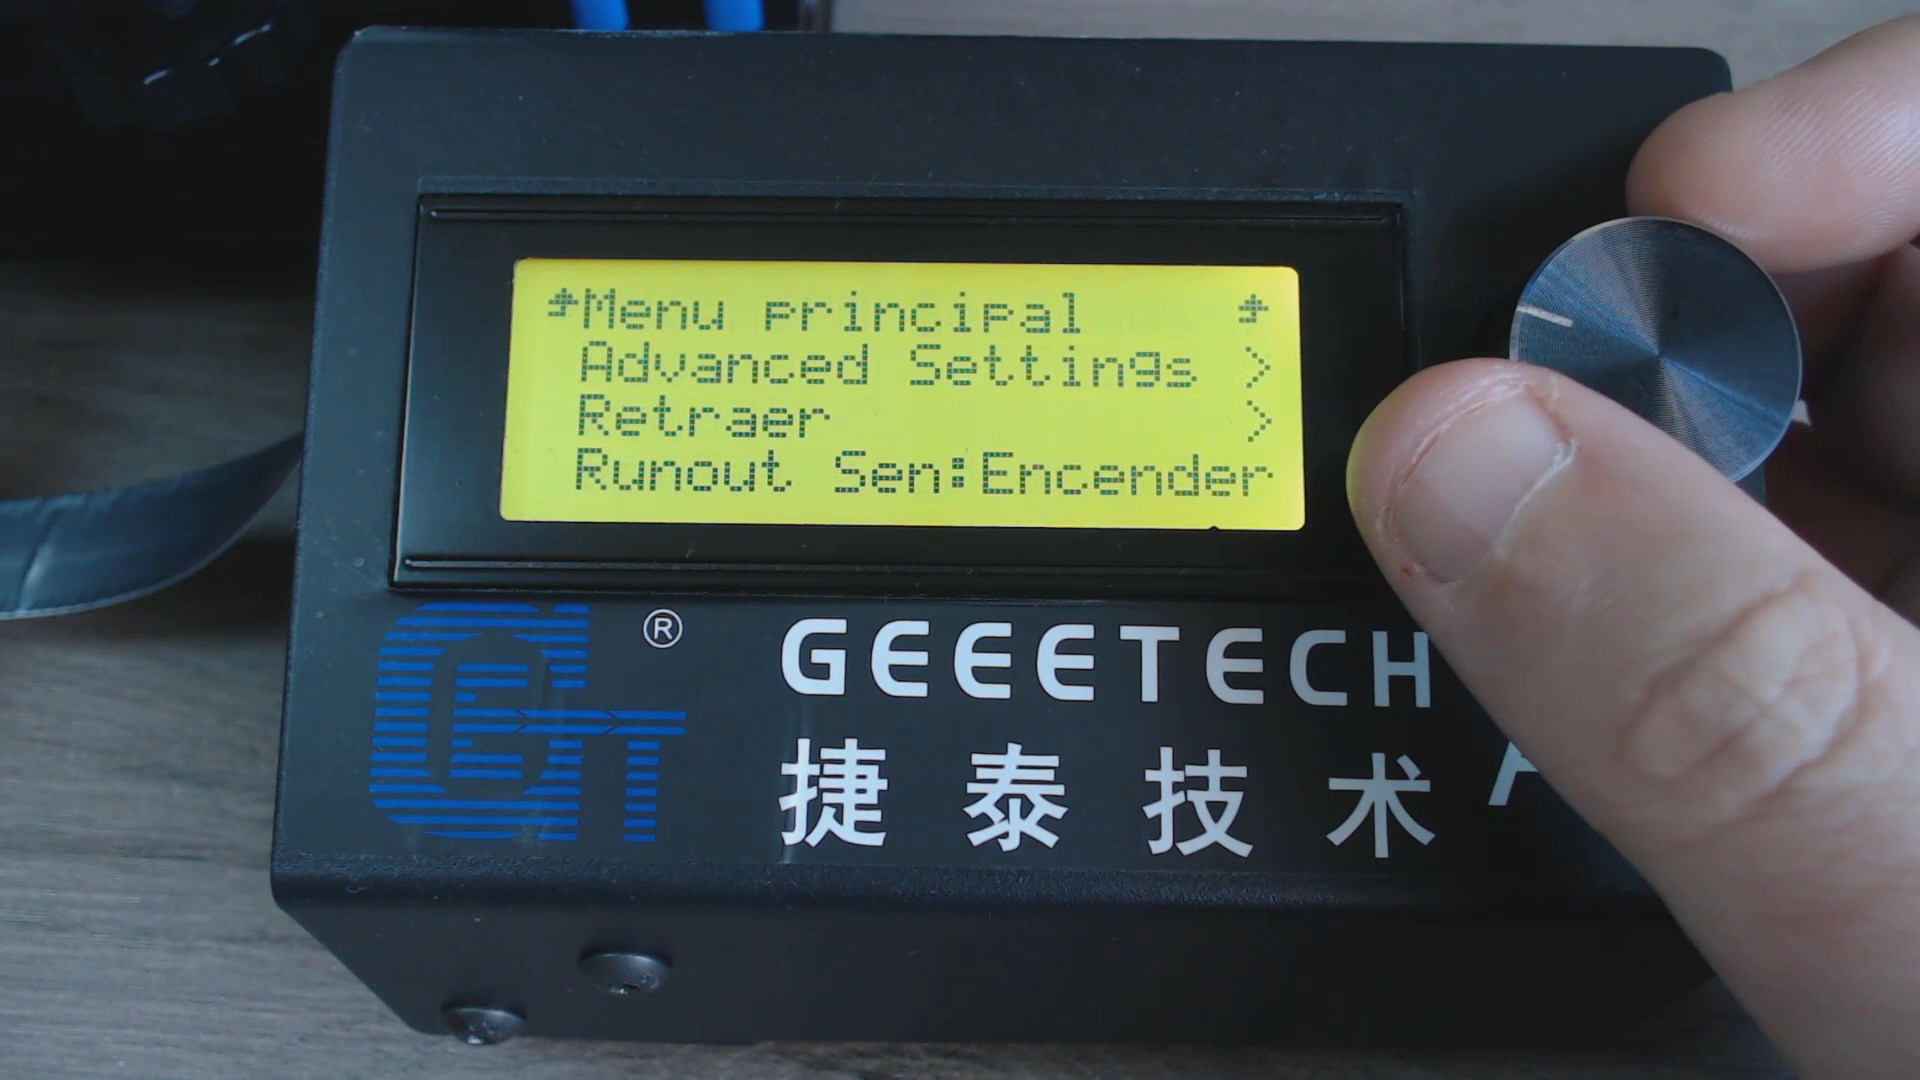 Menu principal
Advanced Settings >
Retraer >
Runout Sen:Encender
®
GEEETECH
捷泰技术